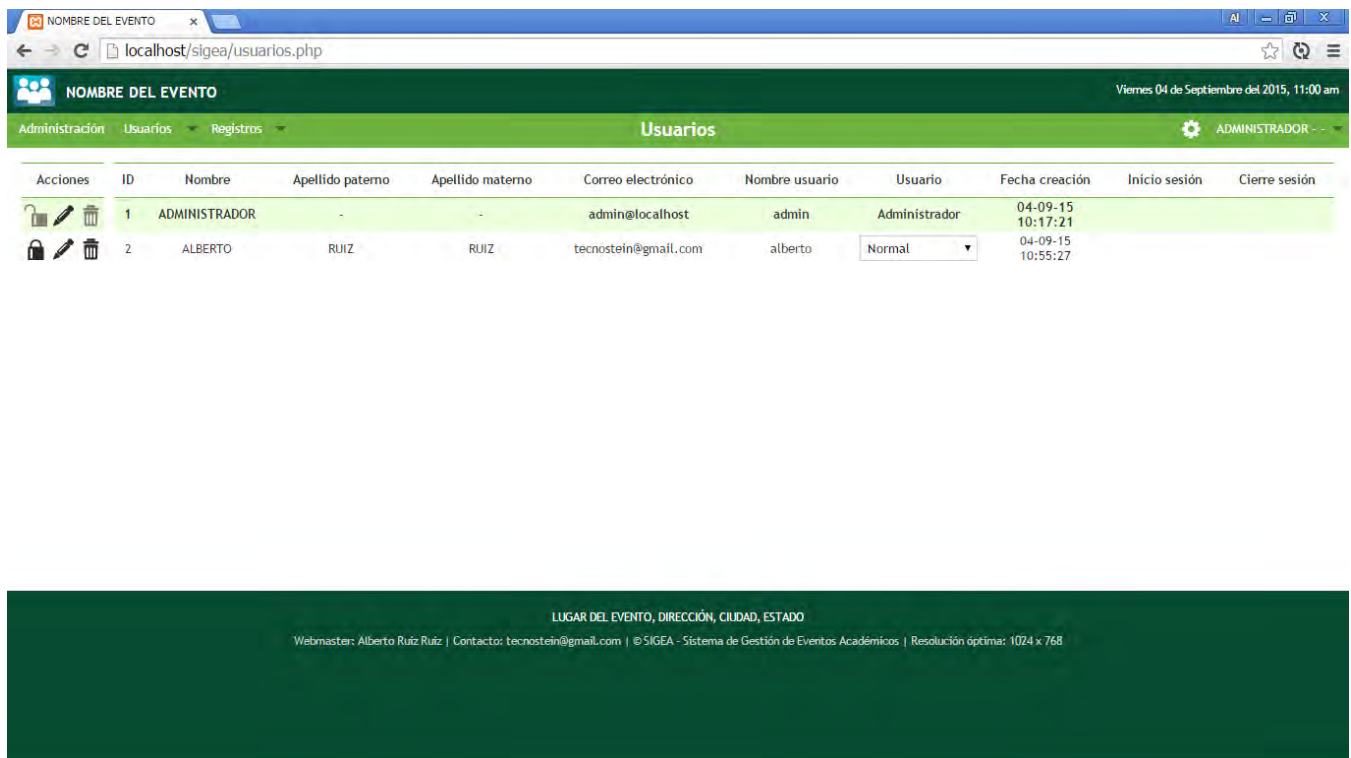 NOMBRE DEL EVENTO
Al
localhost/sigea/usuarios.php
NOMBRE DEL EVENTO
Viernes 04 de Septiembre del 2015, 11:00 am
Administración Usuarios Registros Usuarios ADMINISTRADOR - -
Acciones ID Nombre Apellido paterno Apellido materno Correo electrónico Nombre usuario Usuario Fecha creación Inicio sesión Cierre sesión
1 ADMINISTRADOR - - admin@localhost admin Administrador 04-09-15
10:17:21
2 ALBERTO RUIZ RUIZ tecnostein@gmail.com alberto Normal 04-09-15
10:55:27
LUGAR DEL EVENTO, DIRECCIÓN, CIUDAD, ESTADO
Webmaster: Alberto Ruiz Ruiz | Contacto: tecnostein@gmail.com | © SIGEA - Sistema de Gestión de Eventos Académicos | Resolución óptima: 1024 x 768